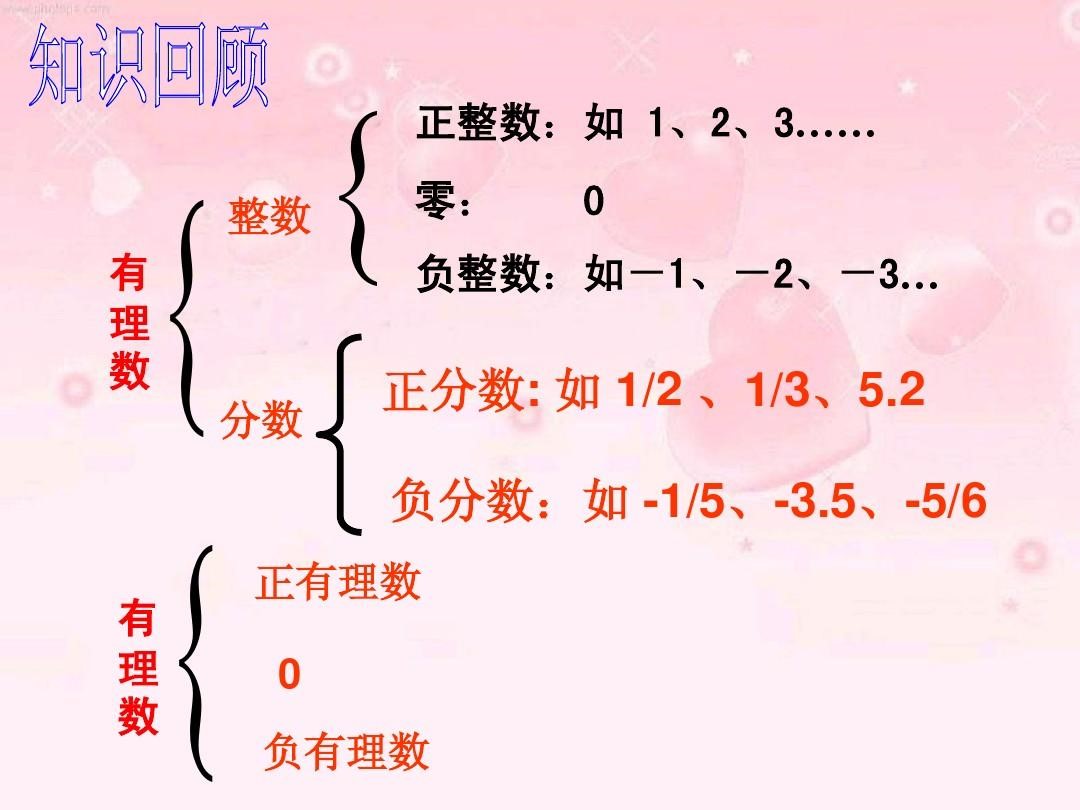 知识回顾
有理数
整数
正整数：如 1、2、3……
零： 0
负整数：如－1、－2、－3…
分数
正分数: 如 1/2 、1/3、5.2
负分数：如 -1/5、-3.5、-5/6
有理数
正有理数
0
负有理数